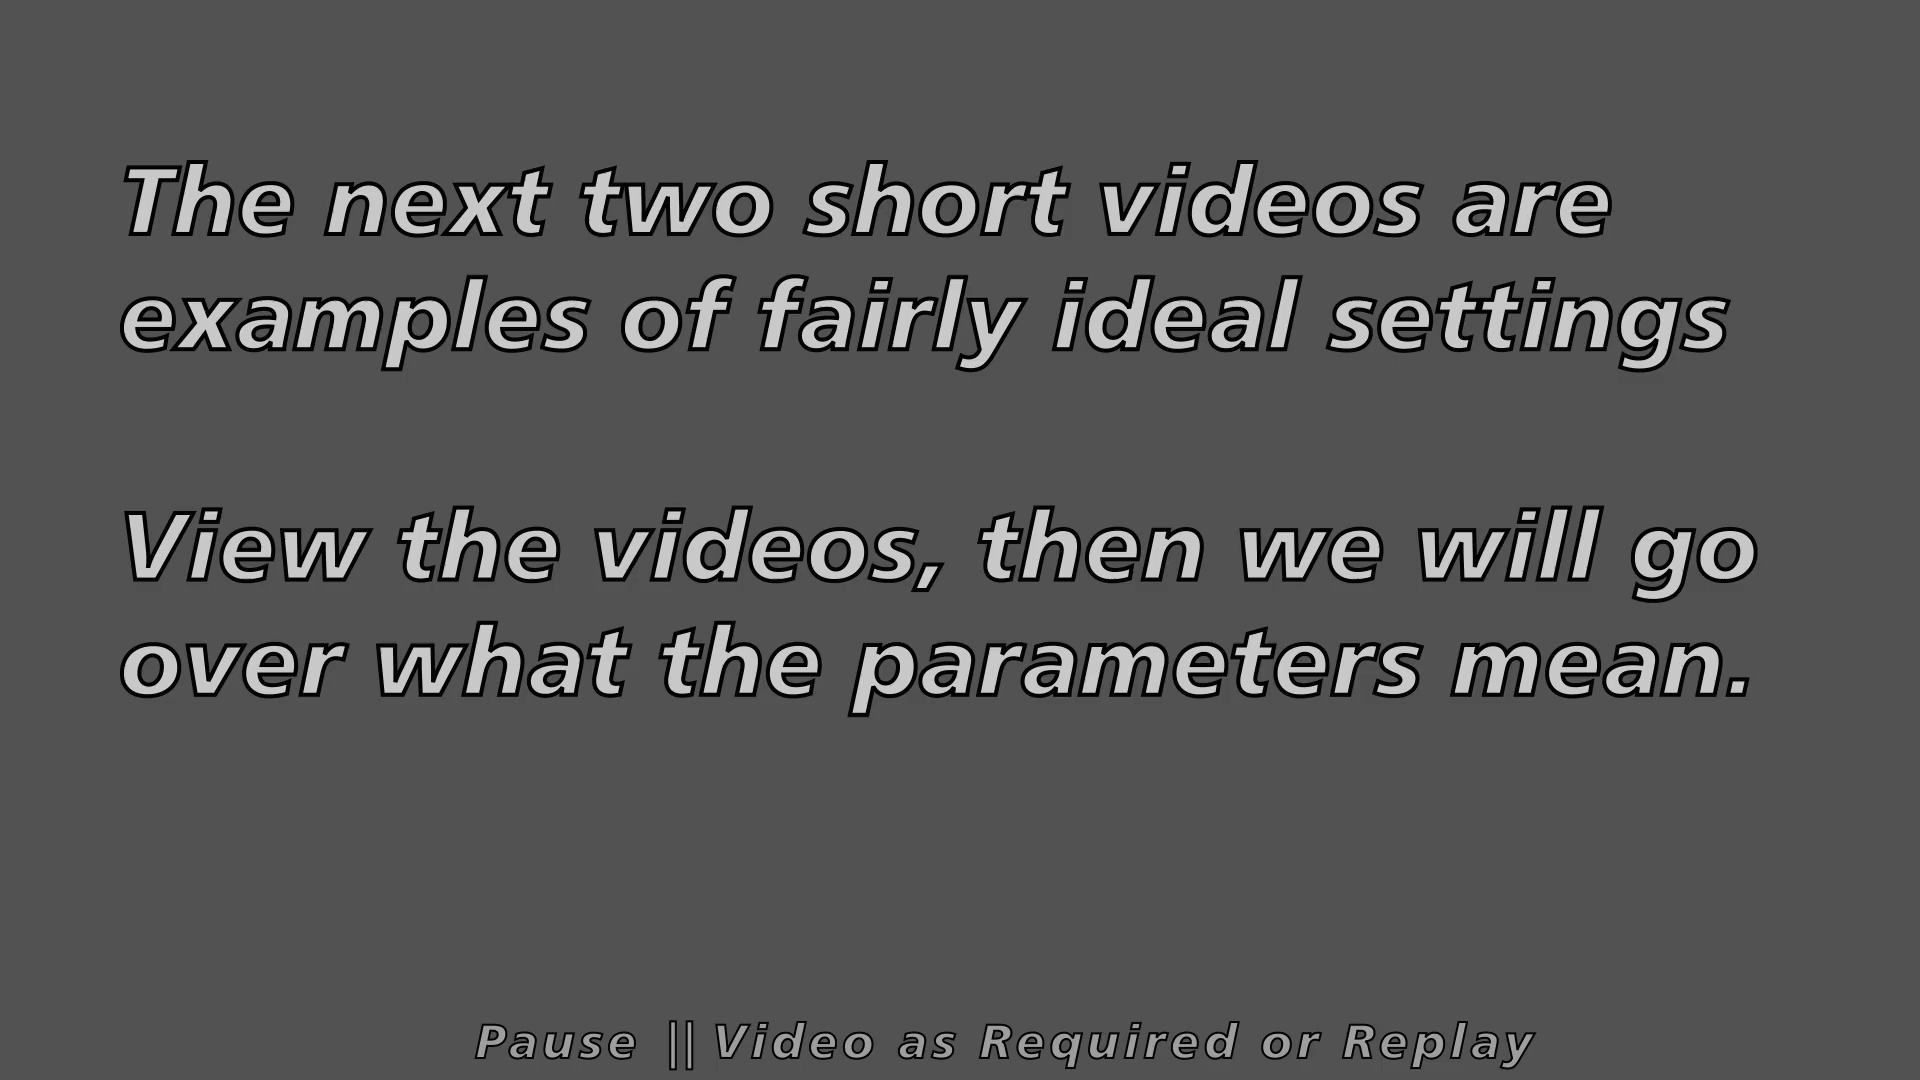 The next two short videos are
examples of fairly ideal settings
View the videos, then we will go
over what the parameters mean.
Pause || Video as Required or Replay